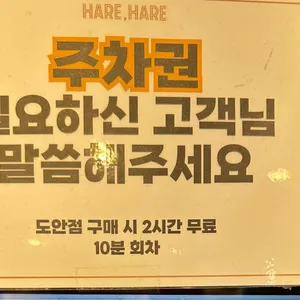 HARE,HARE
주차권
필요하신 고객님
말씀해주세요
도안점 구매 시 2시간 무료
10분 회차